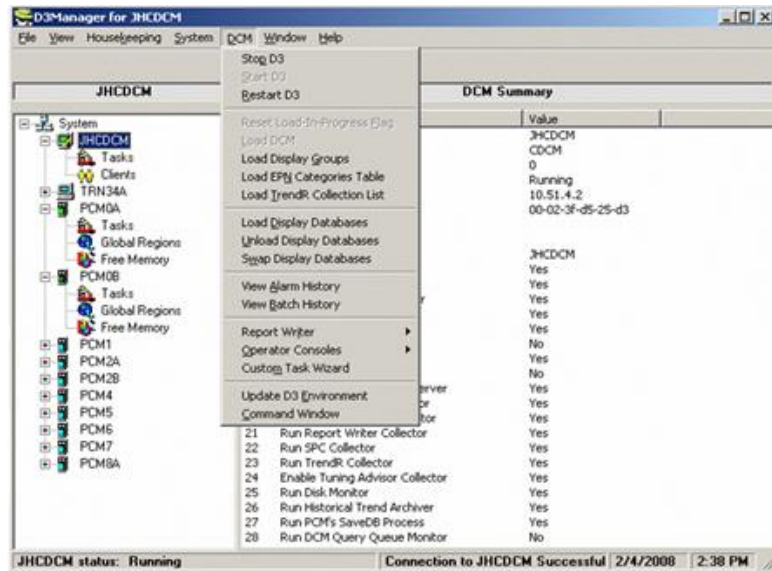 D3Manager for JHCDCM
File View Housekeeping System DCM Window Help
JHCDCM
DCM Summary
System
JHCDCM
Tasks
Clients
TRN34A
PCM0A
Tasks
Global Regions
Free Memory
PCM0B
Tasks
Global Regions
Free Memory
PCM1
PCM2A
PCM2B
PCM4
PCM5
PCM6
PCM7
PCM8A
Stop D3
Start D3
Restart D3
Reset Load-In-Progress Flag
Load DCM
Load Display Groups
Load EPN Categories Table
Load TrendR Collection List
Load Display Databases
Unload Display Databases
Swap Display Databases
View Alarm History
View Batch History
Report Writer
Operator Consoles
Custom Task Wizard
Update D3 Environment
Command Window
Value
JHCDCM
CDCM
0
Running
10.51.4.2
00-02-3f-d5-25-d3
JHCDCM
Yes
Yes
Yes
Yes
Yes
No
Yes
No
erver Yes
or Yes
tor Yes
21 Run Report Writer Collector Yes
22 Run SPC Collector Yes
23 Run TrendR Collector Yes
24 Enable Tuning Advisor Collector Yes
25 Run Disk Monitor Yes
26 Run Historical Trend Archiver Yes
27 Run PCM's SaveDB Process Yes
28 Run DCM Query Queue Monitor No
JHCDCM status: Running
Connection to JHCDCM Successful 2/4/2008 2:38 PM